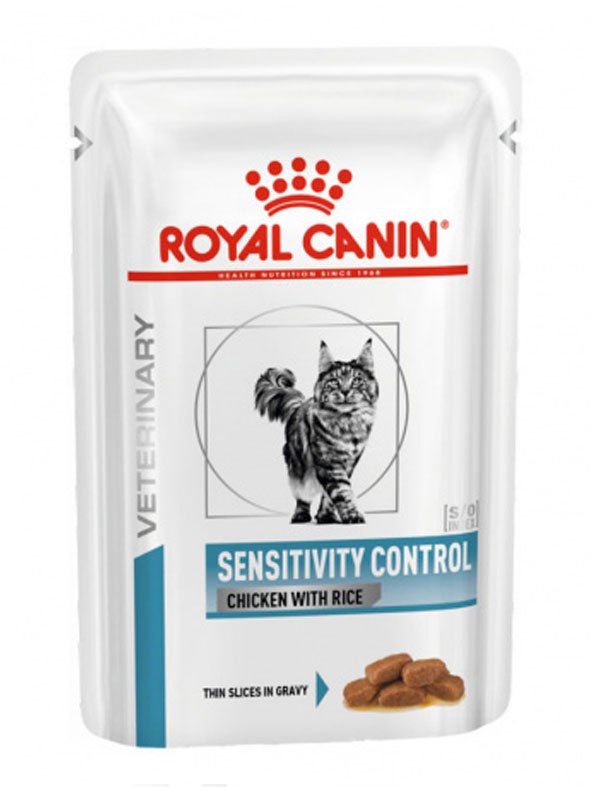 ROYAL CANIN®
HEALTH NUTRITION SINCE 1968
VETERINARY
[S/O]
[INDEX]
SENSITIVITY CONTROL
CHICKEN WITH RICE
THIN SLICES IN GRAVY